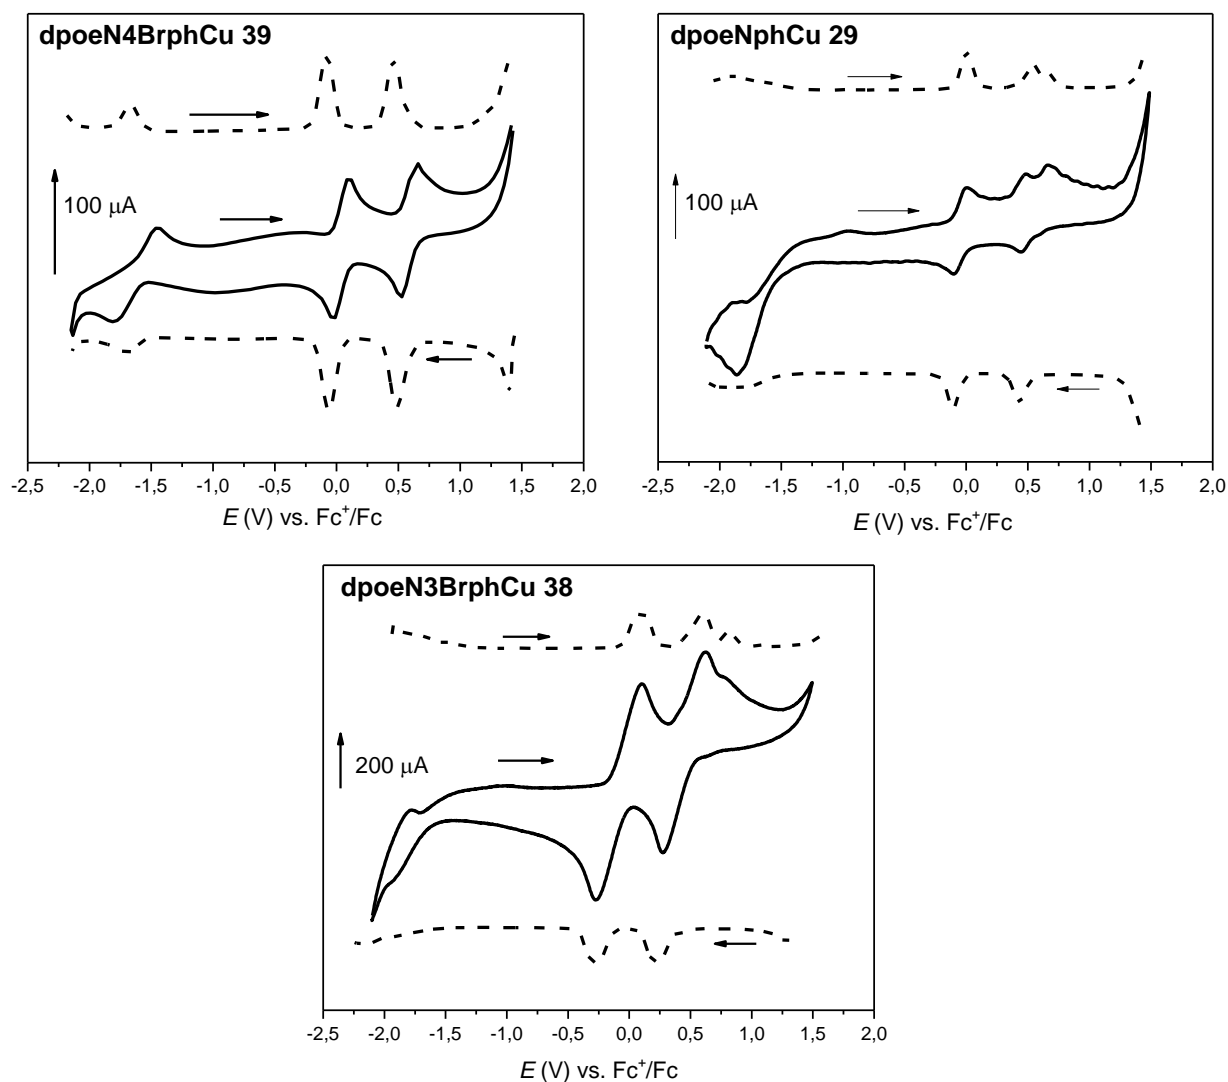 dpoeN4BrphCu 39
100 μA
-2,5 -2,0 -1,5 -1,0 -0,5 0,0 0,5 1,0 1,5 2,0
E (V) vs. Fc⁺/Fc
dpoeNphCu 29
100 μA
-2,5 -2,0 -1,5 -1,0 -0,5 0,0 0,5 1,0 1,5 2,0
E (V) vs. Fc⁺/Fc
dpoeN3BrphCu 38
200 μA
-2,5 -2,0 -1,5 -1,0 -0,5 0,0 0,5 1,0 1,5 2,0
E (V) vs. Fc⁺/Fc